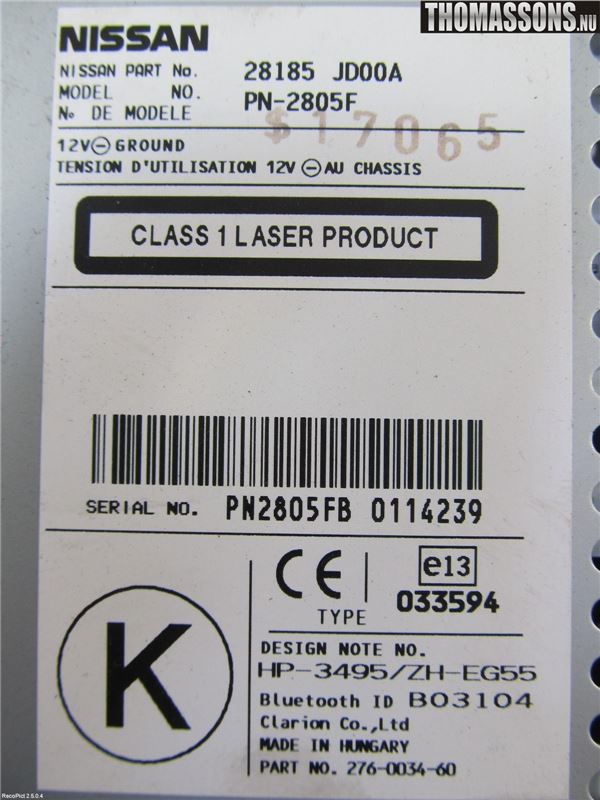 THOMASSONS.NU
NISSAN
NISSAN PART No. 28185 JD00A
MODEL NO. PN-2805F
No DE MODELE
$17065
12V⊖GROUND
TENSION D'UTILISATION 12V ⊖AU CHASSIS
CLASS 1 LASER PRODUCT
SERIAL NO. PN2805FB 0114239
K
CE
e13
TYPE 033594
DESIGN NOTE NO.
HP-3495/ZH-EG55
Bluetooth ID B03104
Clarion Co.,Ltd
MADE IN HUNGARY
PART NO. 276-0034-60
RecoPict 2.5.0.4